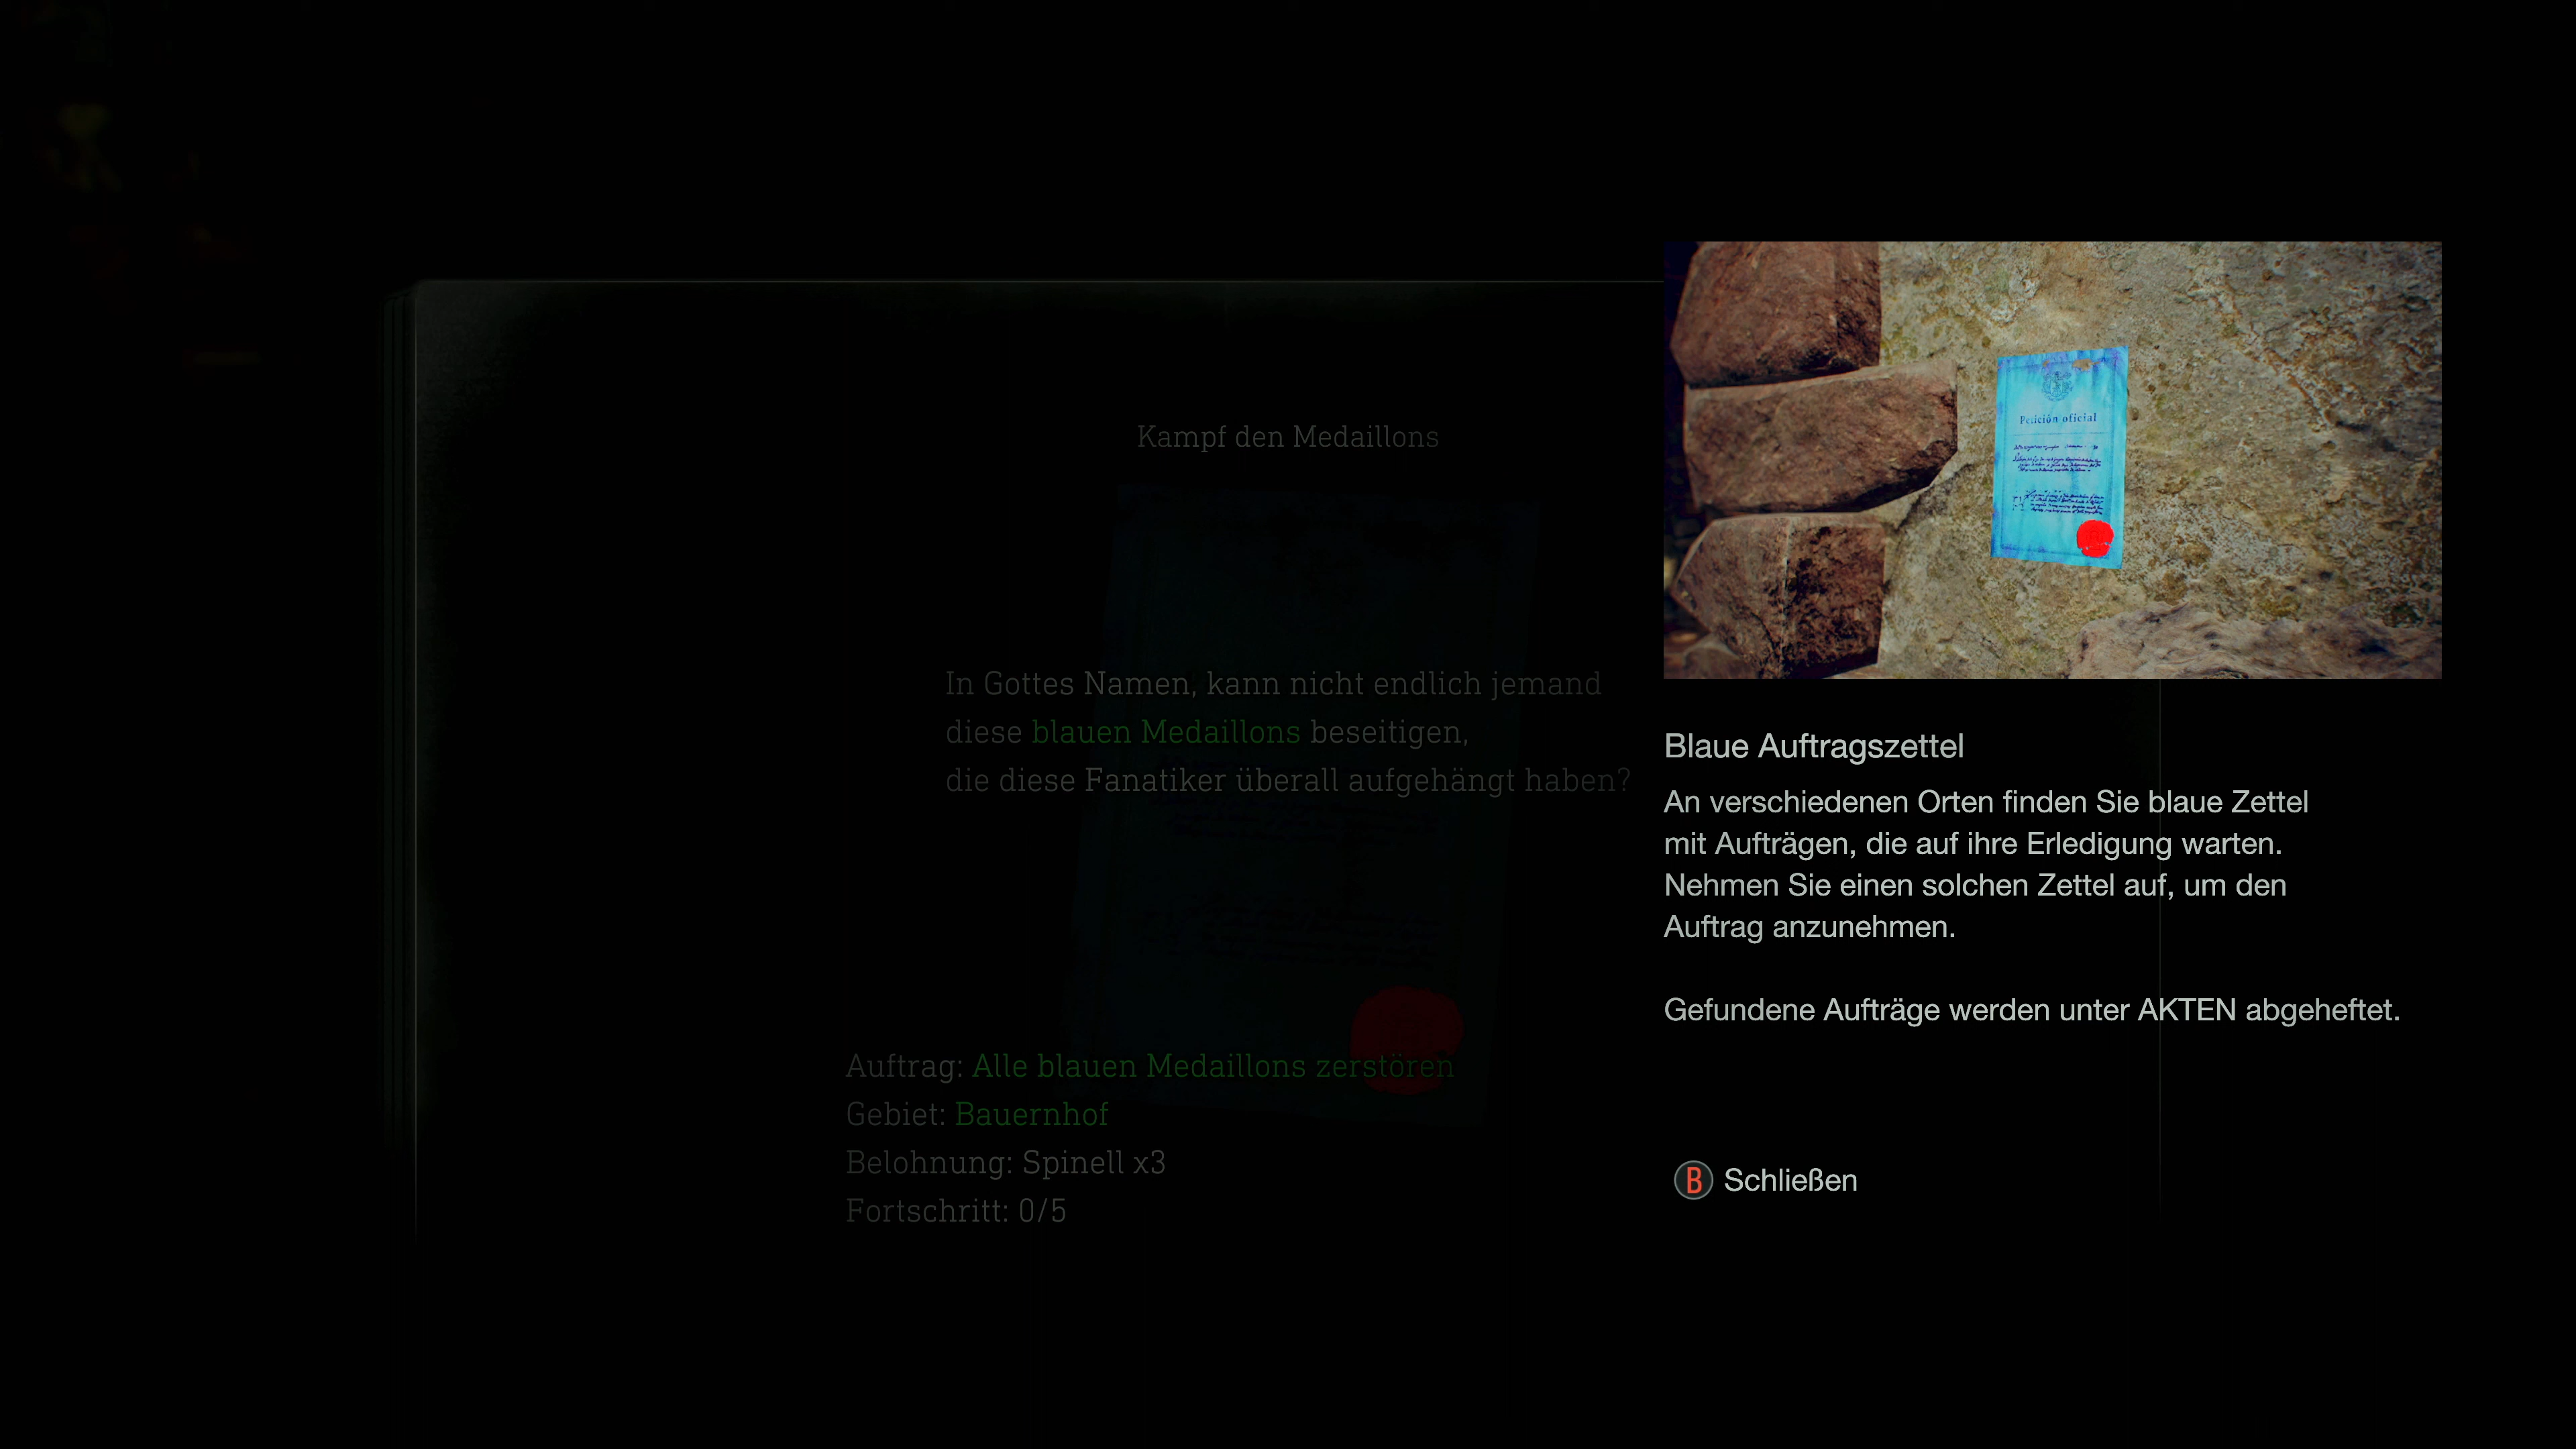 Kampf den Medaillons
In Gottes Namen, kann nicht endlich jemand
diese blauen Medaillons beseitigen,
die diese Fanatiker überall aufgehängt haben?
Auftrag: Alle blauen Medaillons zerstören
Gebiet: Bauernhof
Belohnung: Spinell x3
Fortschritt: 0/5
Petición oficial
Blaue Auftragszettel
An verschiedenen Orten finden Sie blaue Zettel
mit Aufträgen, die auf ihre Erledigung warten.
Nehmen Sie einen solchen Zettel auf, um den
Auftrag anzunehmen.
Gefundene Aufträge werden unter AKTEN abgeheftet.
B Schließen